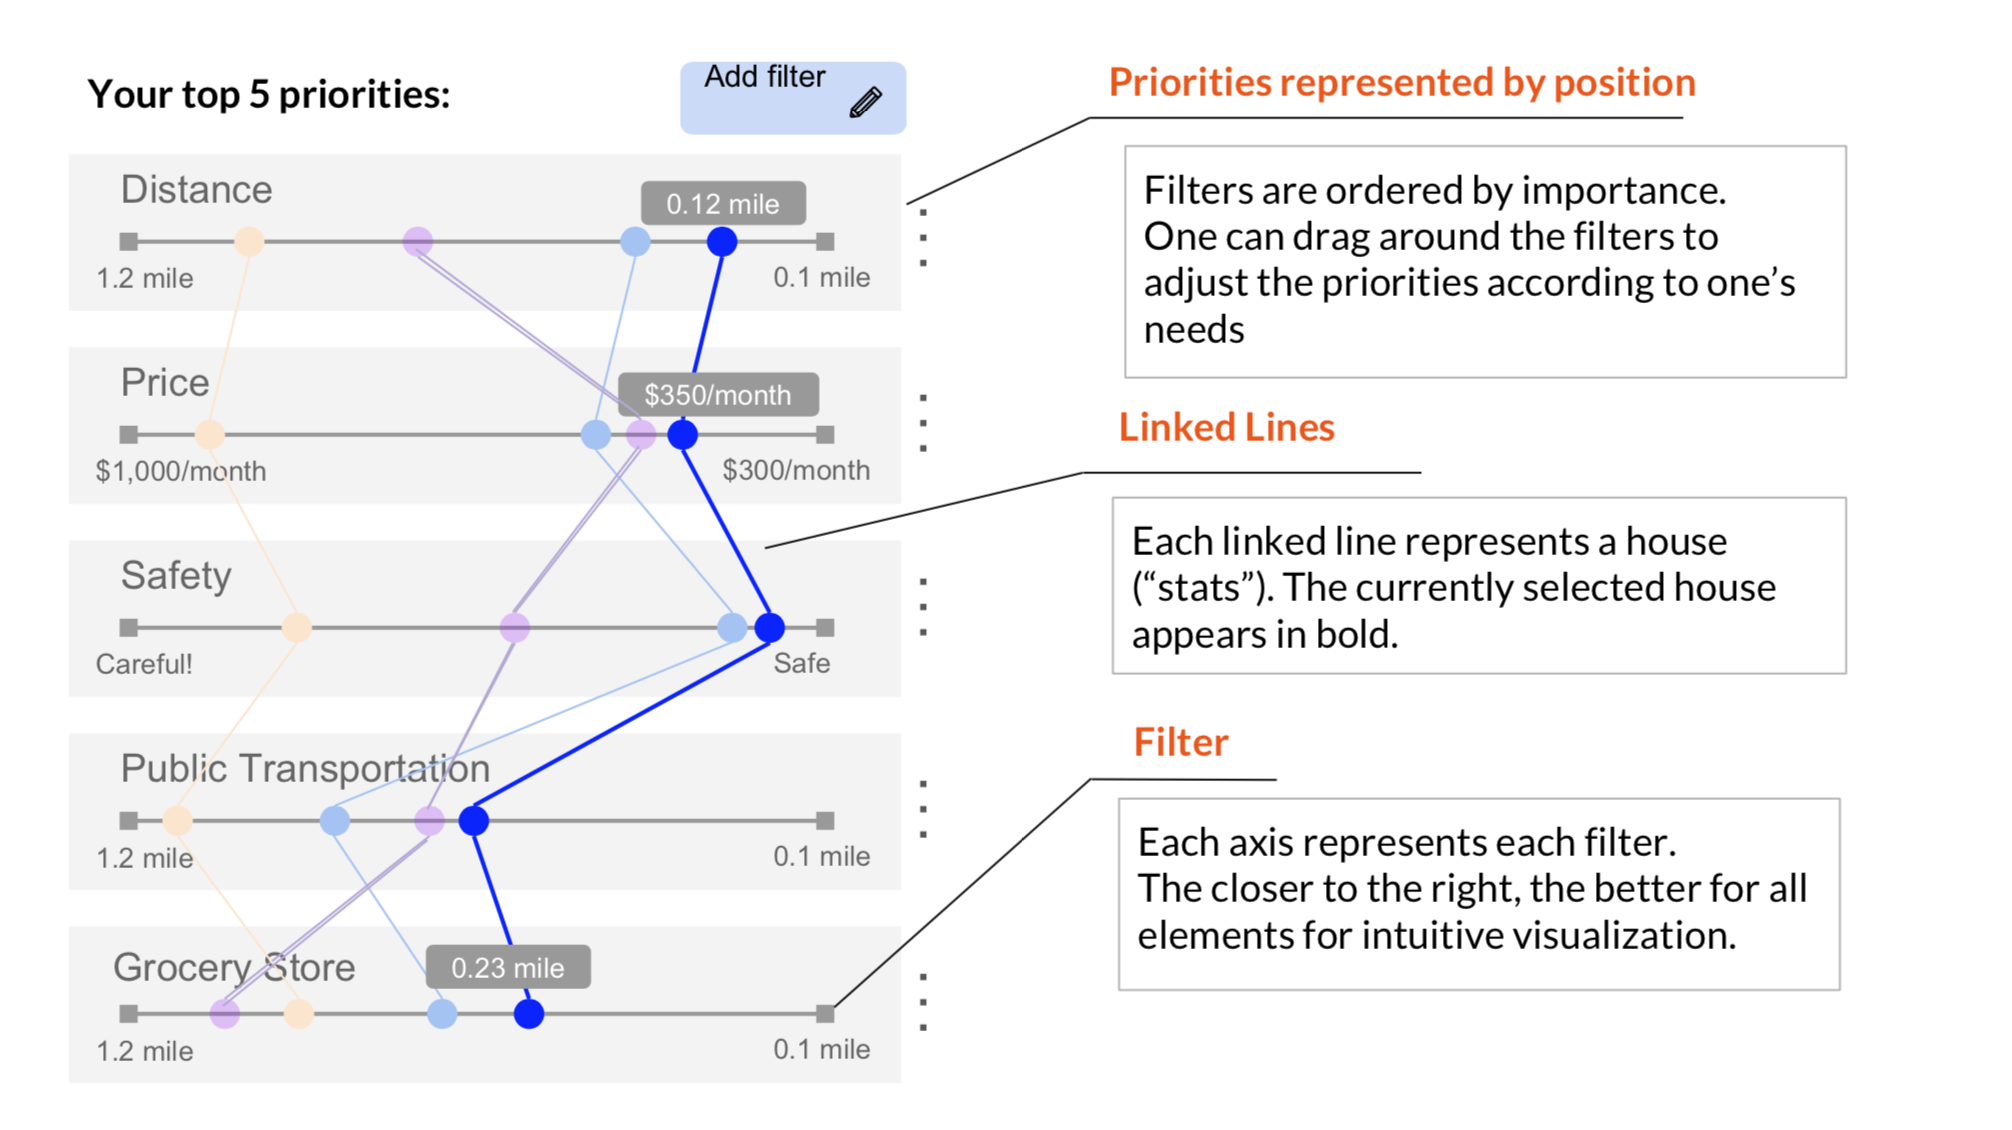 Your top 5 priorities:
Add filter
Distance
0.12 mile
1.2 mile
0.1 mile
Price
$350/month
$1,000/month
$300/month
Safety
Careful!
Safe
Public Transportation
1.2 mile
0.1 mile
Grocery Store
0.23 mile
1.2 mile
0.1 mile
Priorities represented by position
Filters are ordered by importance.
One can drag around the filters to
adjust the priorities according to one’s
needs
Linked Lines
Each linked line represents a house
(“stats”). The currently selected house
appears in bold.
Filter
Each axis represents each filter.
The closer to the right, the better for all
elements for intuitive visualization.